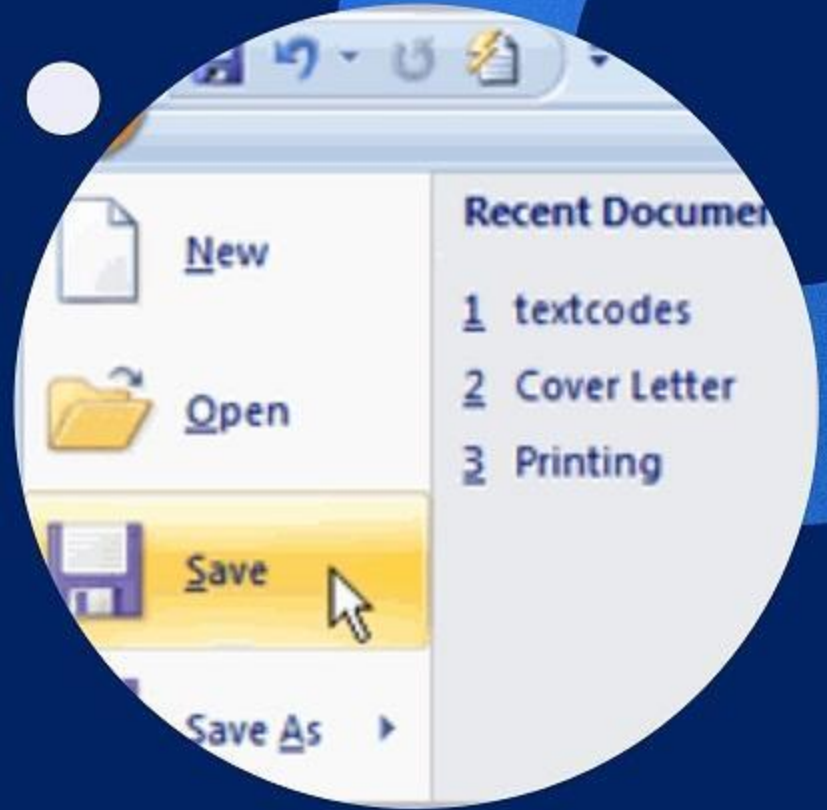 New
Open
Save
Save As
Recent Documen
1 textcodes
2 Cover Letter
3 Printing